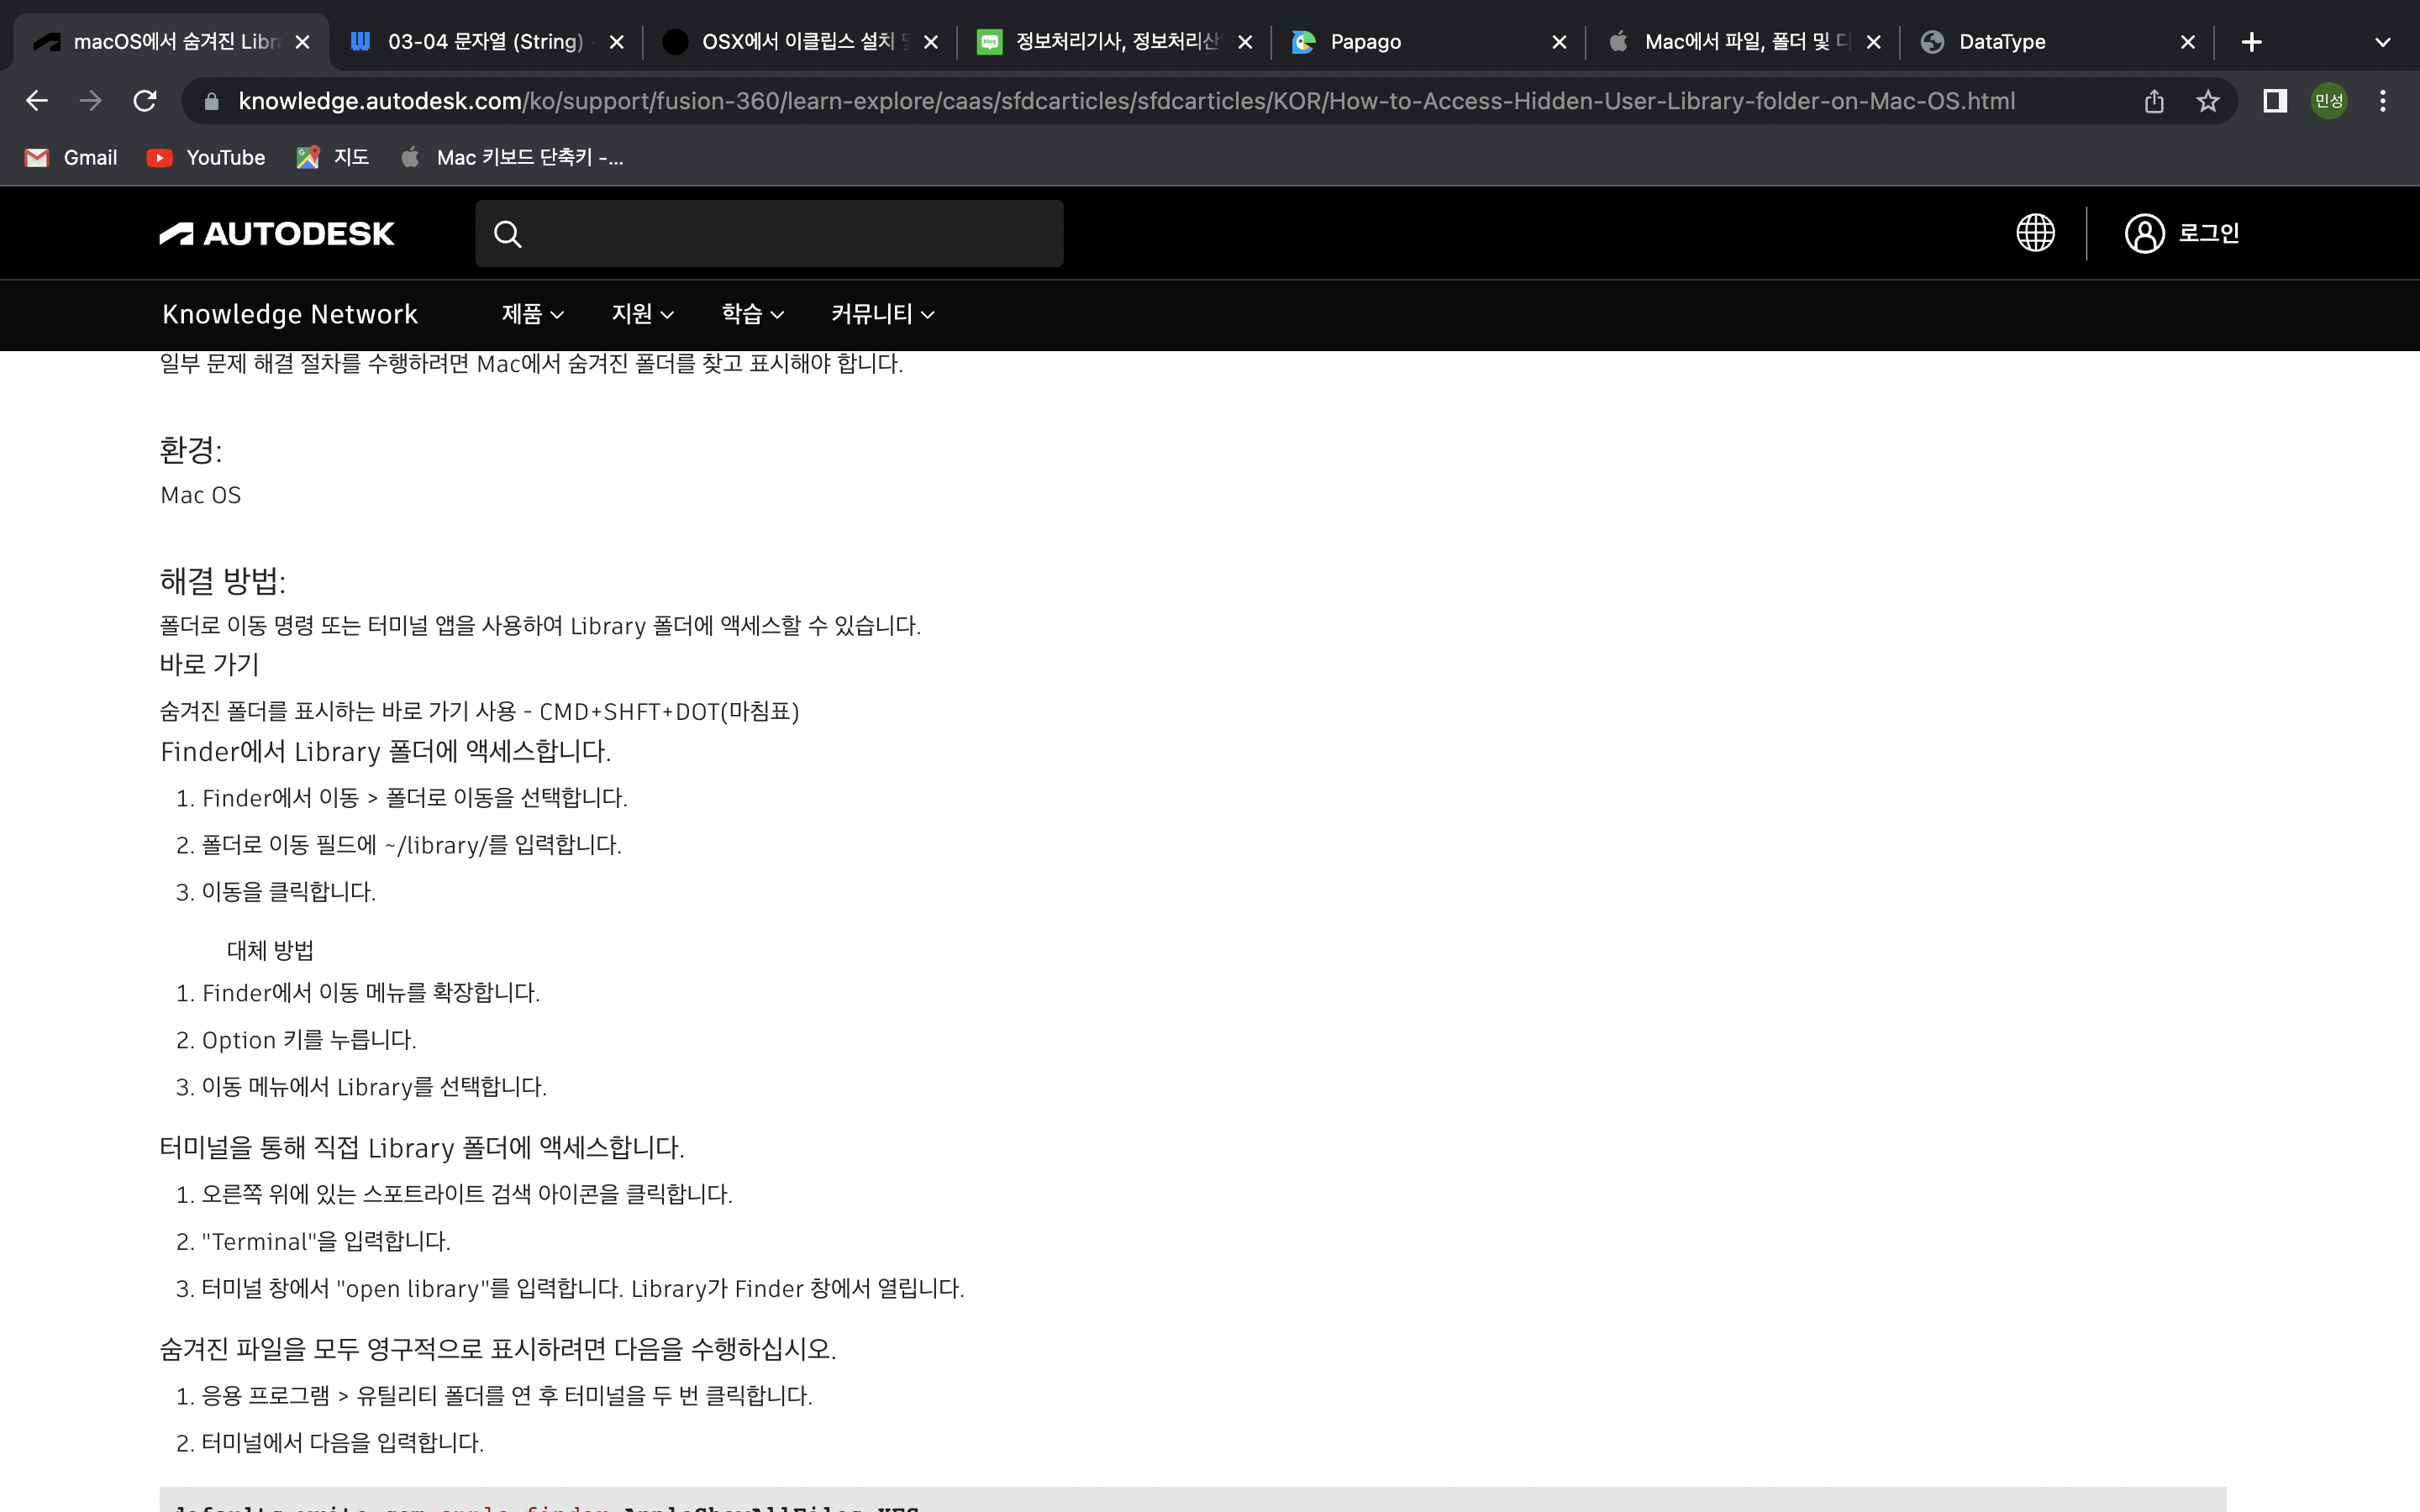 macOS에서 숨겨진 Libr
03-04 문자열 (String)
OSX에서 이클립스 설치
정보처리기사, 정보처리산
Papago
Mac에서 파일, 폴더 및
DataType
knowledge.autodesk.com/ko/support/fusion-360/learn-explore/caas/sfdcarticles/sfdcarticles/KOR/How-to-Access-Hidden-User-Library-folder-on-Mac-OS.html
민성
Gmail
YouTube
지도
Mac 키보드 단축키 -...
AUTODESK
로그인
Knowledge Network
제품
지원
학습
커뮤니티
일부 문제 해결 절차를 수행하려면 Mac에서 숨겨진 폴더를 찾고 표시해야 합니다.
환경:
Mac OS
해결 방법:
폴더로 이동 명령 또는 터미널 앱을 사용하여 Library 폴더에 액세스할 수 있습니다.
바로 가기
숨겨진 폴더를 표시하는 바로 가기 사용 - CMD+SHFT+DOT(마침표)
Finder에서 Library 폴더에 액세스합니다.
1. Finder에서 이동 > 폴더로 이동을 선택합니다.
2. 폴더로 이동 필드에 ~/library/를 입력합니다.
3. 이동을 클릭합니다.
대체 방법
1. Finder에서 이동 메뉴를 확장합니다.
2. Option 키를 누릅니다.
3. 이동 메뉴에서 Library를 선택합니다.
터미널을 통해 직접 Library 폴더에 액세스합니다.
1. 오른쪽 위에 있는 스포트라이트 검색 아이콘을 클릭합니다.
2. "Terminal"을 입력합니다.
3. 터미널 창에서 "open library"를 입력합니다. Library가 Finder 창에서 열립니다.
숨겨진 파일을 모두 영구적으로 표시하려면 다음을 수행하십시오.
1. 응용 프로그램 > 유틸리티 폴더를 연 후 터미널을 두 번 클릭합니다.
2. 터미널에서 다음을 입력합니다.
defaults write com.apple.finder AppleShowAllFiles YES